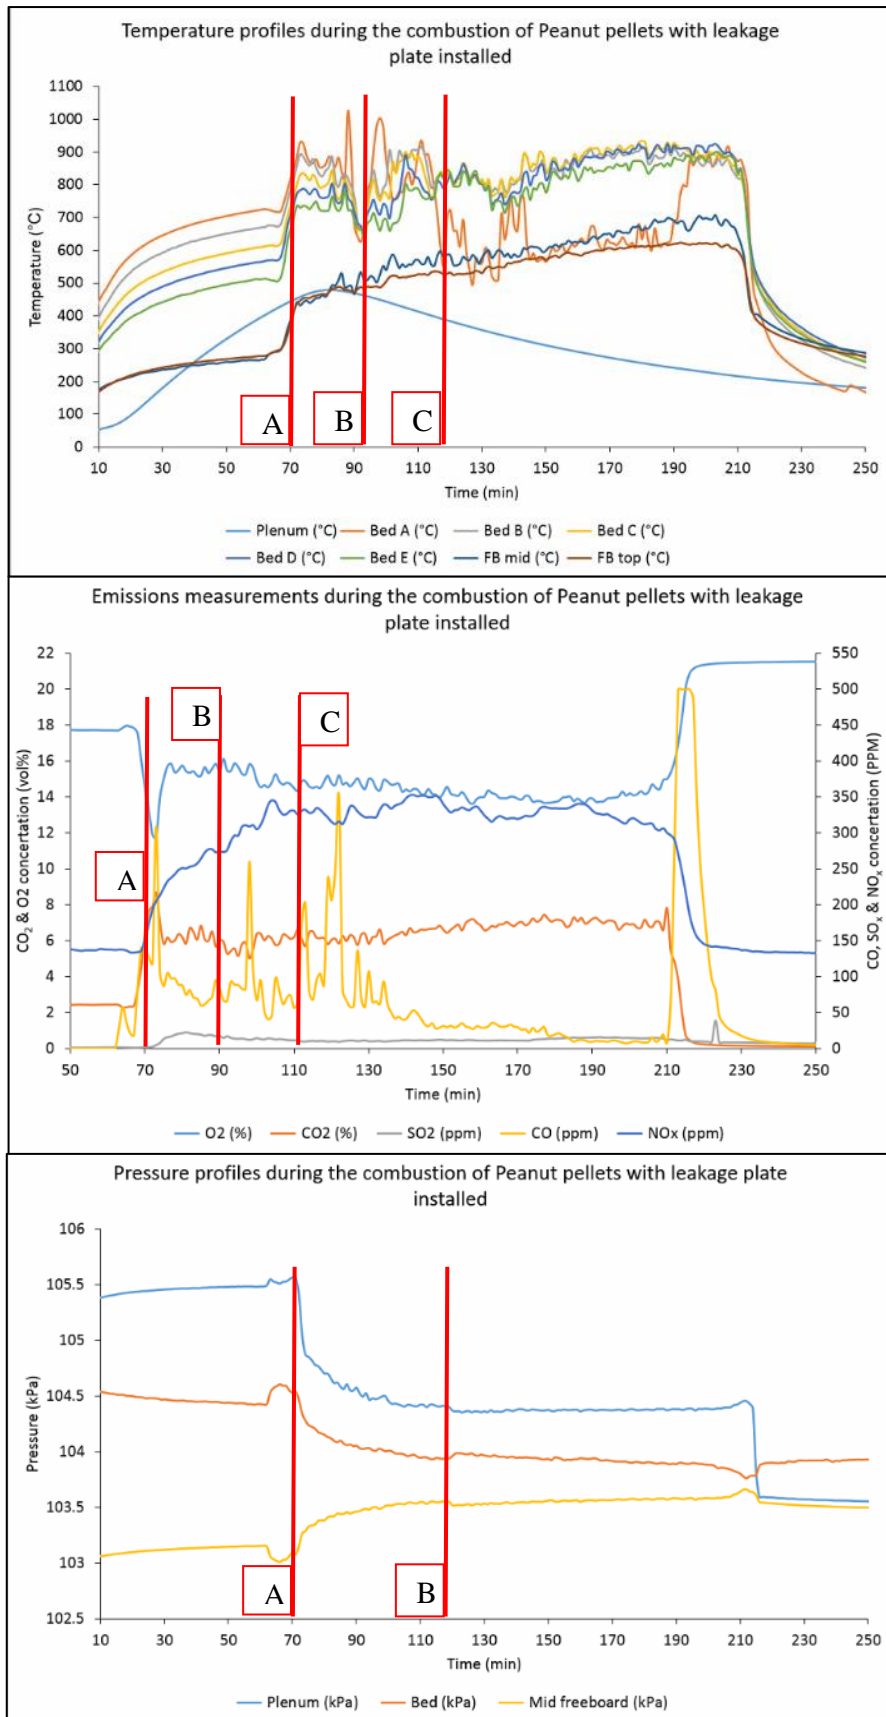 Temperature profiles during the combustion of Peanut pellets with leakage
plate installed
1100
1000
900
800
700
600
500
400
300
200
100
0
Temperature (°C)
A
B
C
10 30 50 70 90 110 130 150 170 190 210 230 250
Time (min)
Plenum (°C) Bed A (°C) Bed B (°C) Bed C (°C)
Bed D (°C) Bed E (°C) FB mid (°C) FB top (°C)
Emissions measurements during the combustion of Peanut pellets with leakage
plate installed
22
20
18
16
14
12
10
8
6
4
2
0
CO2 & O2 concertation (vol%)
550
500
450
400
350
300
250
200
150
100
50
0
CO, SOx & NOx concertation (PPM)
A
B
C
50 70 90 110 130 150 170 190 210 230 250
Time (min)
O2 (%) CO2 (%) SO2 (ppm) CO (ppm) NOx (ppm)
Pressure profiles during the combustion of Peanut pellets with leakage plate
installed
106
105.5
105
104.5
104
103.5
103
102.5
Pressure (kPa)
A
B
10 30 50 70 90 110 130 150 170 190 210 230 250
Time (min)
Plenum (kPa) Bed (kPa) Mid freeboard (kPa)